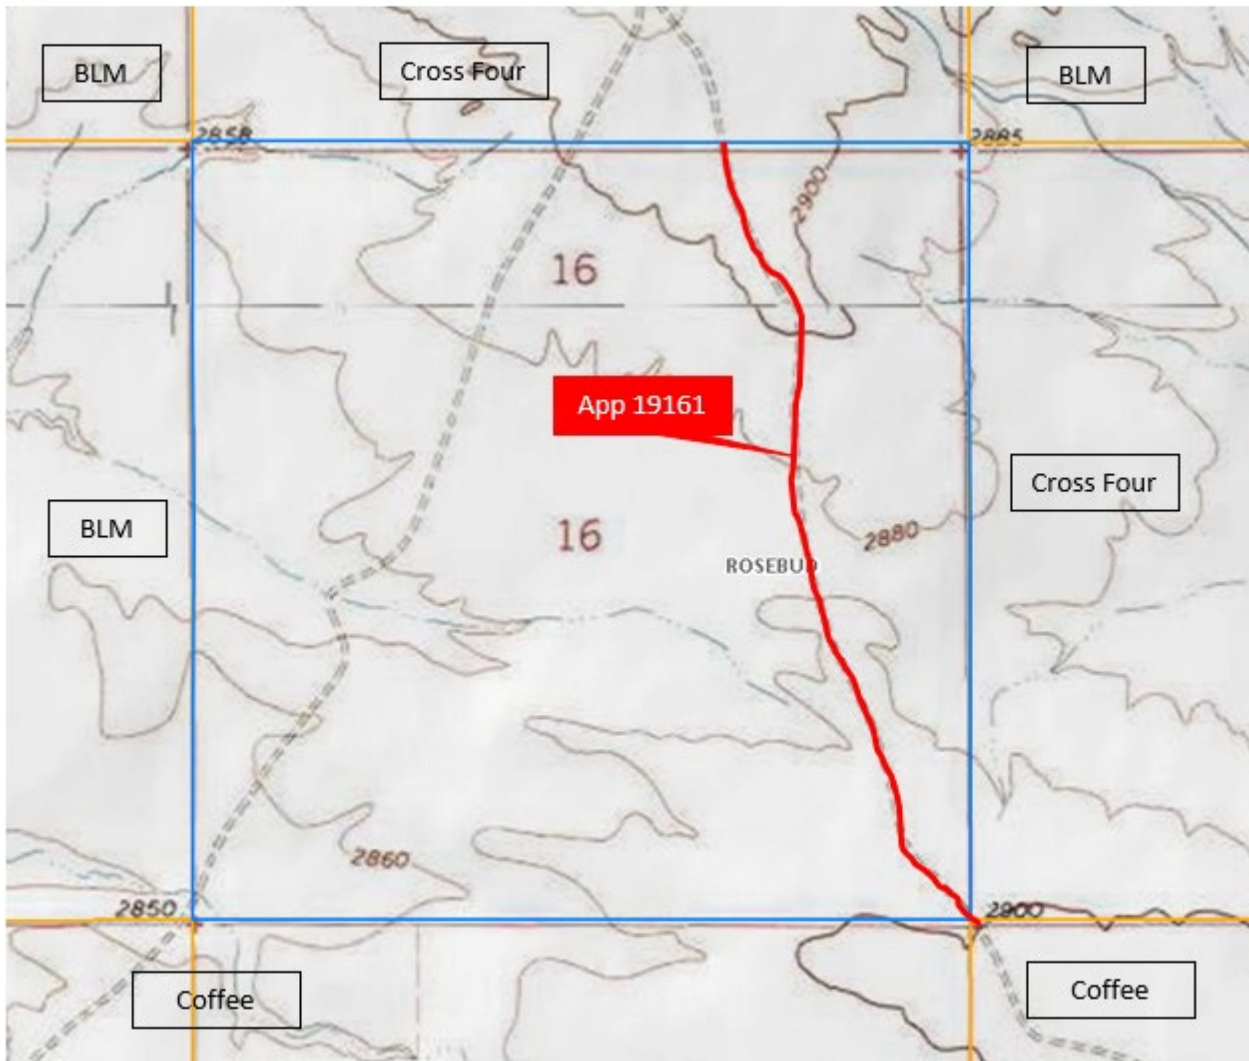 BLM
Cross Four
BLM
2858
2885
2900
16
App 19161
Cross Four
BLM
16
2880
ROSEBUD
2860
2850
2900
Coffee
Coffee